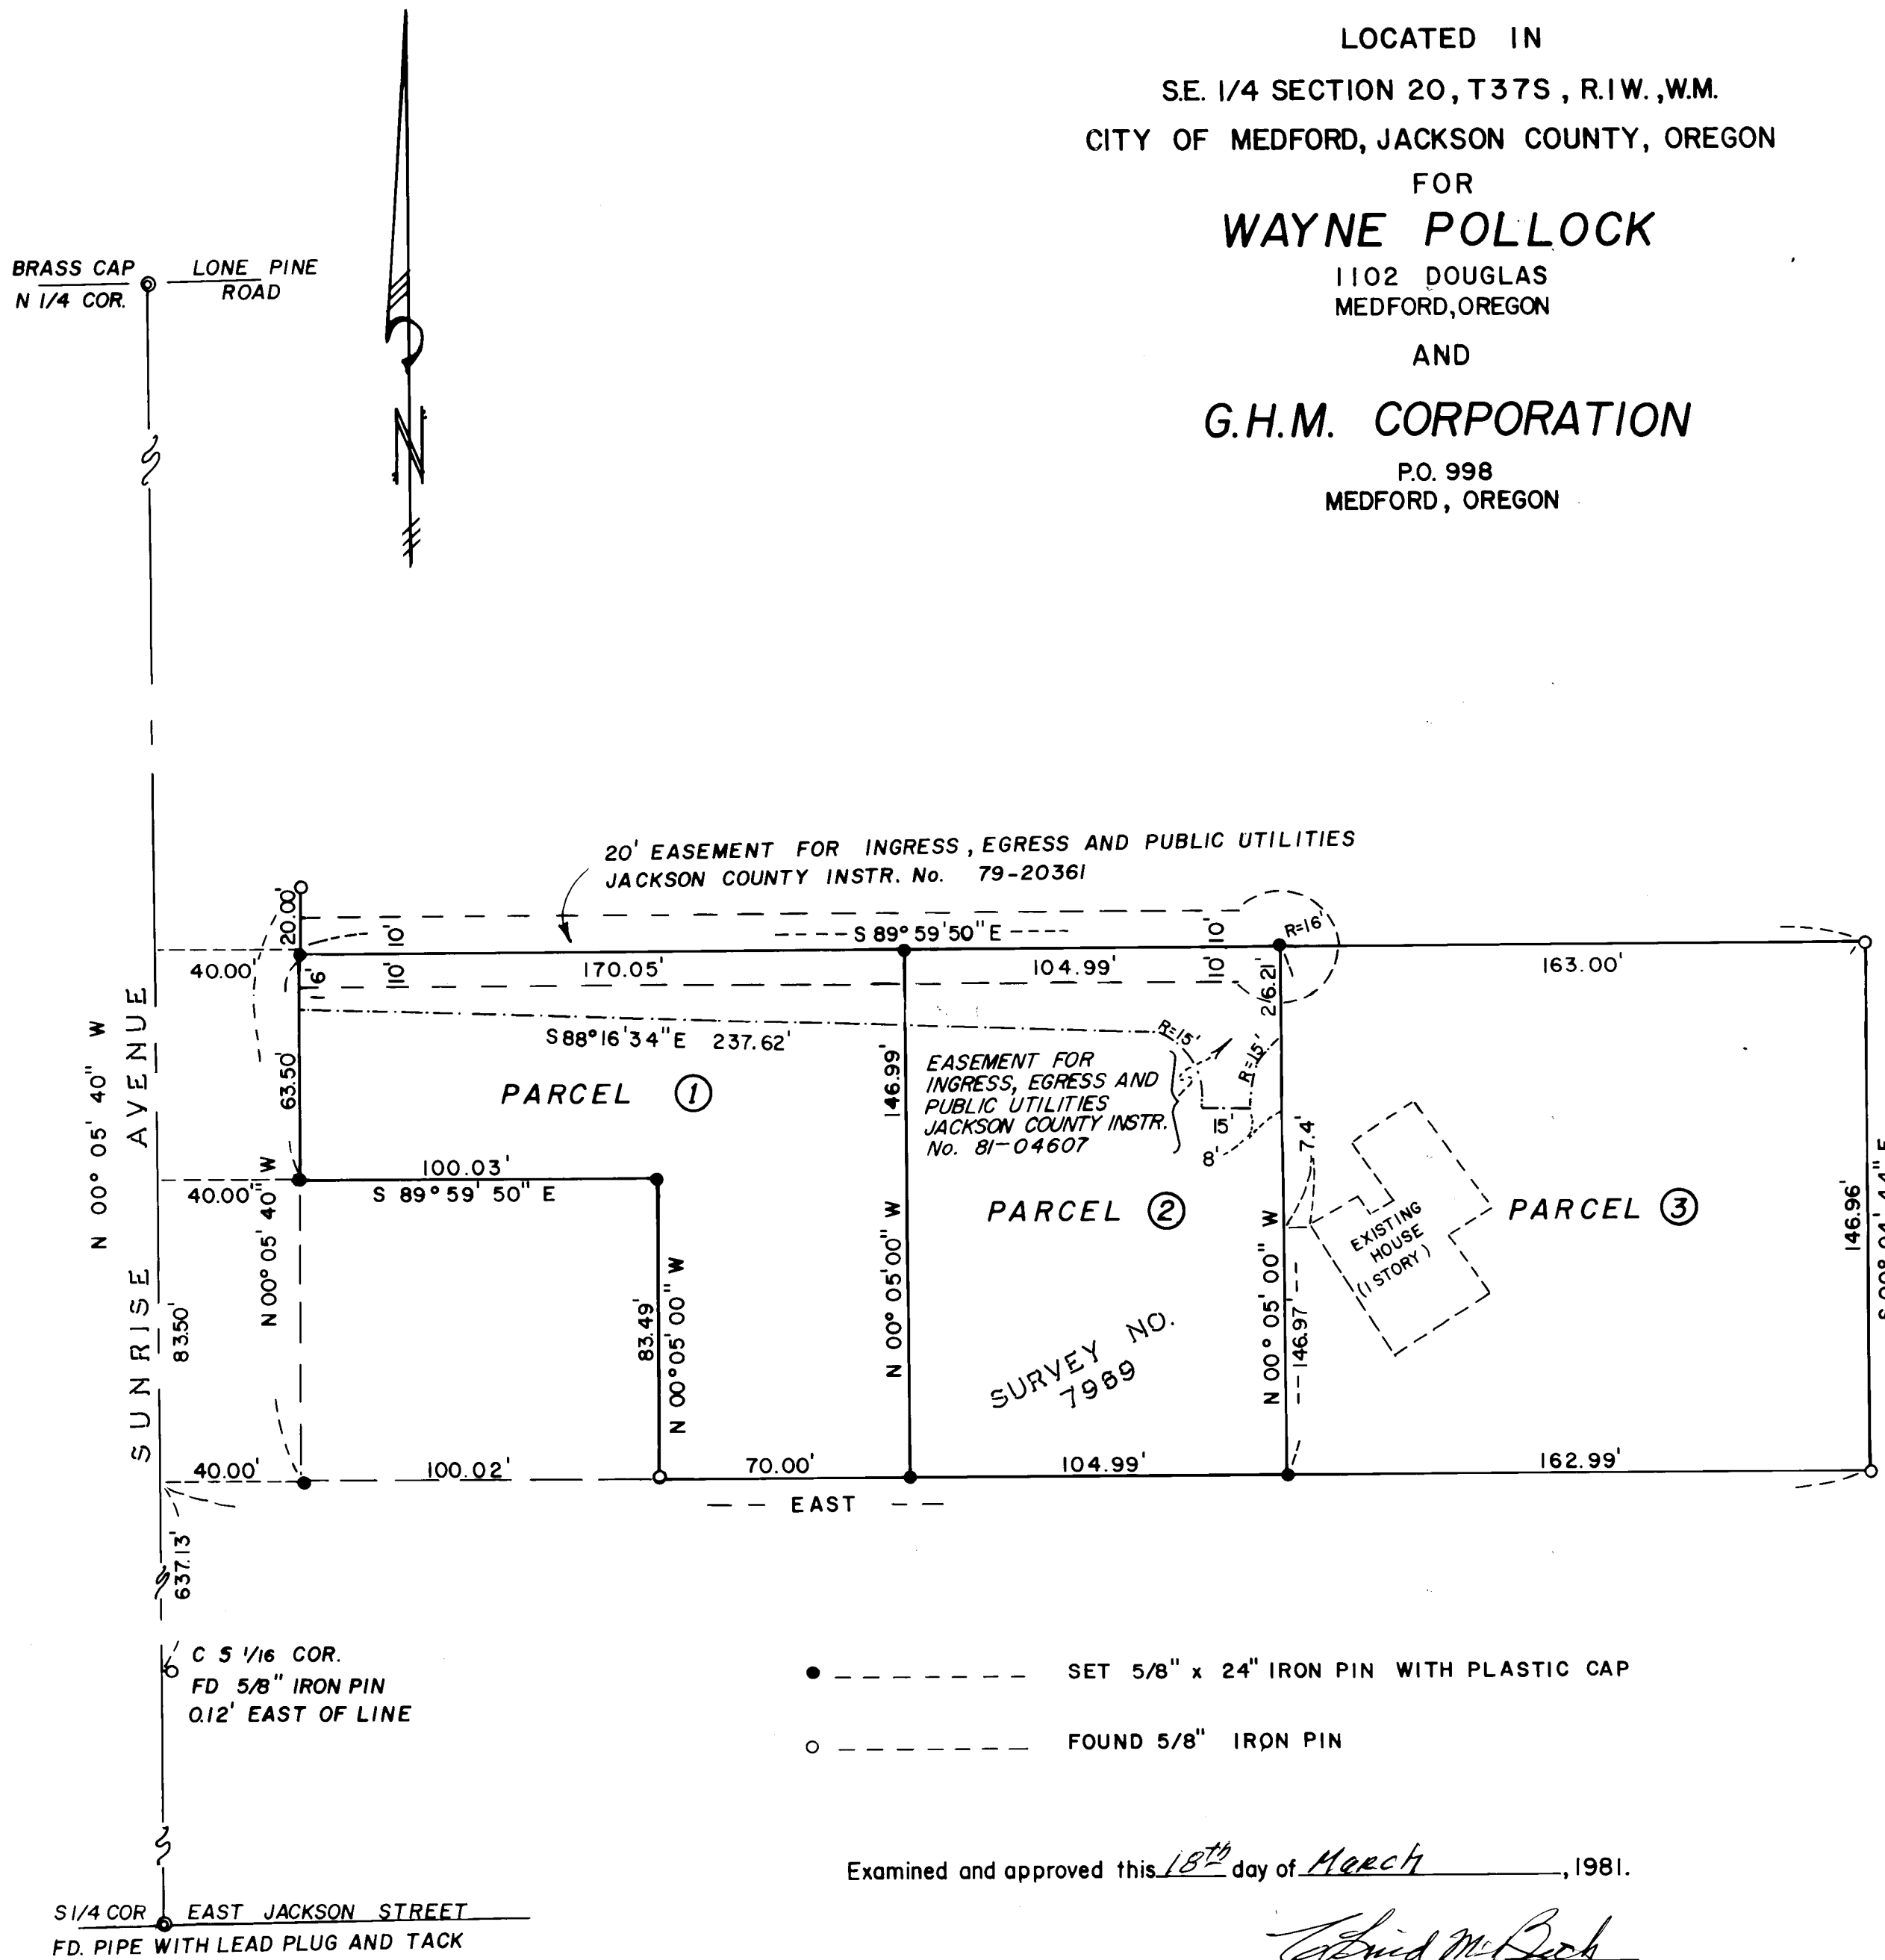 LOCATED IN
S.E. 1/4 SECTION 20, T37S, R.1W., W.M.
CITY OF MEDFORD, JACKSON COUNTY, OREGON
FOR
WAYNE POLLOCK
1102 DOUGLAS
MEDFORD, OREGON
AND
G.H.M. CORPORATION
P.O. 998
MEDFORD, OREGON
BRASS CAP
N 1/4 COR.
LONE PINE
ROAD
N
20' EASEMENT FOR INGRESS, EGRESS AND PUBLIC UTILITIES
JACKSON COUNTY INSTR. No. 79-20361
20.00'
10'
S 89° 59' 50" E
10'
R=16'
40.00'
6'
10'
170.05'
104.99'
10'
26.21'
163.00'
S 88° 16' 34" E 237.62'
R=15'
R=15'
63.50'
PARCEL 1
146.99'
EASEMENT FOR
INGRESS, EGRESS AND
PUBLIC UTILITIES
JACKSON COUNTY INSTR.
No. 81-04607
15'
8'
7.4'
N 00° 05' 40" W
SUNRISE AVENUE
100.03'
40.00'
S 89° 59' 50" E
N 00° 05' 40" W
PARCEL 2
EXISTING
HOUSE
(1 STORY)
PARCEL 3
146.96'
S 00° 04' 44" E
83.50'
83.49'
N 00° 05' 00" W
N 00° 05' 00" W
SURVEY NO.
7989
N 00° 05' 00" W
146.97'
40.00'
100.02'
70.00'
104.99'
162.99'
EAST
637.13'
C S 1/16 COR.
FD 5/8" IRON PIN
0.12' EAST OF LINE
SET 5/8" x 24" IRON PIN WITH PLASTIC CAP
FOUND 5/8" IRON PIN
Examined and approved this 18th day of March, 1981.
S 1/4 COR EAST JACKSON STREET
FD. PIPE WITH LEAD PLUG AND TACK